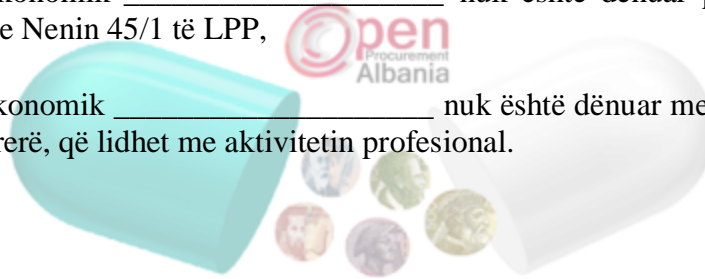 konomik ____________________ nuk është dënuar p
e Nenin 45/1 të LPP,
Open
Procurement
Albania
konomik ____________________ nuk është dënuar me
rerë, që lidhet me aktivitetin profesional.